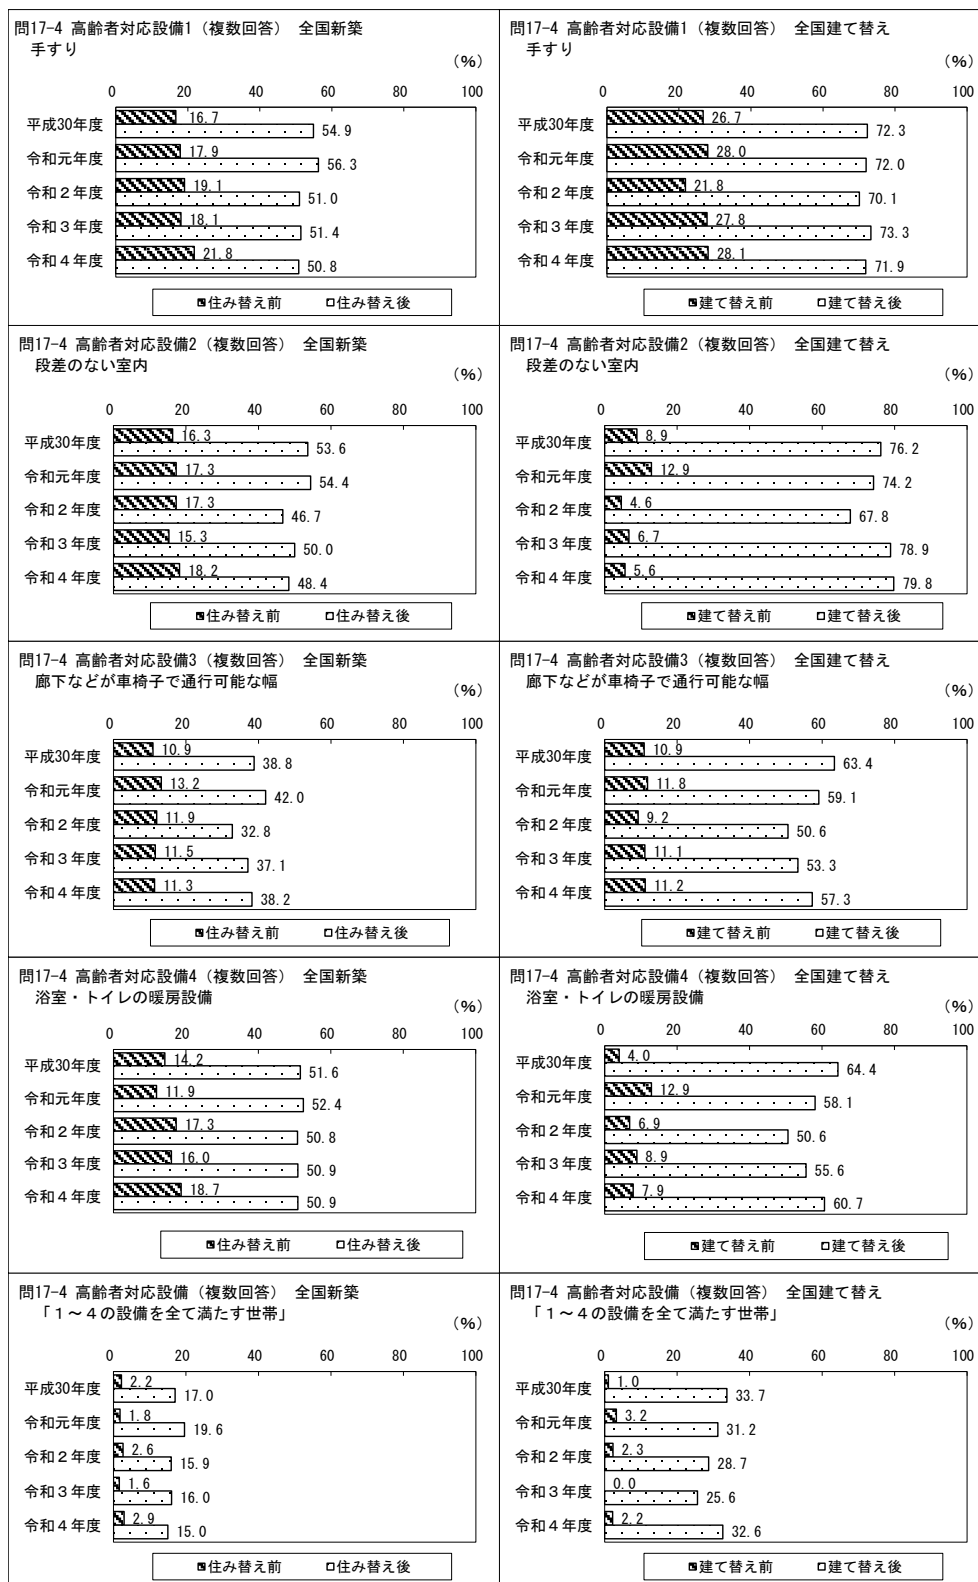 問17-4 高齢者対応設備1（複数回答）　全国新築
手すり
（%）
0 20 40 60 80 100
平成30年度 16.7 54.9
令和元年度 17.9 56.3
令和２年度 19.1 51.0
令和３年度 18.1 51.4
令和４年度 21.8 50.8
住み替え前 住み替え後
問17-4 高齢者対応設備1（複数回答）　全国建て替え
手すり
（%）
0 20 40 60 80 100
平成30年度 26.7 72.3
令和元年度 28.0 72.0
令和２年度 21.8 70.1
令和３年度 27.8 73.3
令和４年度 28.1 71.9
建て替え前 建て替え後
問17-4 高齢者対応設備2（複数回答）　全国新築
段差のない室内
（%）
0 20 40 60 80 100
平成30年度 16.3 53.6
令和元年度 17.3 54.4
令和２年度 17.3 46.7
令和３年度 15.3 50.0
令和４年度 18.2 48.4
住み替え前 住み替え後
問17-4 高齢者対応設備2（複数回答）　全国建て替え
段差のない室内
（%）
0 20 40 60 80 100
平成30年度 8.9 76.2
令和元年度 12.9 74.2
令和２年度 4.6 67.8
令和３年度 6.7 78.9
令和４年度 5.6 79.8
建て替え前 建て替え後
問17-4 高齢者対応設備3（複数回答）　全国新築
廊下などが車椅子で通行可能な幅
（%）
0 20 40 60 80 100
平成30年度 10.9 38.8
令和元年度 13.2 42.0
令和２年度 11.9 32.8
令和３年度 11.5 37.1
令和４年度 11.3 38.2
住み替え前 住み替え後
問17-4 高齢者対応設備3（複数回答）　全国建て替え
廊下などが車椅子で通行可能な幅
（%）
0 20 40 60 80 100
平成30年度 10.9 63.4
令和元年度 11.8 59.1
令和２年度 9.2 50.6
令和３年度 11.1 53.3
令和４年度 11.2 57.3
建て替え前 建て替え後
問17-4 高齢者対応設備4（複数回答）　全国新築
浴室・トイレの暖房設備
（%）
0 20 40 60 80 100
平成30年度 14.2 51.6
令和元年度 11.9 52.4
令和２年度 17.3 50.8
令和３年度 16.0 50.9
令和４年度 18.7 50.9
住み替え前 住み替え後
問17-4 高齢者対応設備4（複数回答）　全国建て替え
浴室・トイレの暖房設備
（%）
0 20 40 60 80 100
平成30年度 4.0 64.4
令和元年度 12.9 58.1
令和２年度 6.9 50.6
令和３年度 8.9 55.6
令和４年度 7.9 60.7
建て替え前 建て替え後
問17-4 高齢者対応設備（複数回答）　全国新築
「１～４の設備を全て満たす世帯」
（%）
0 20 40 60 80 100
平成30年度 2.2 17.0
令和元年度 1.8 19.6
令和２年度 2.6 15.9
令和３年度 1.6 16.0
令和４年度 2.9 15.0
住み替え前 住み替え後
問17-4 高齢者対応設備（複数回答）　全国建て替え
「１～４の設備を全て満たす世帯」
（%）
0 20 40 60 80 100
平成30年度 1.0 33.7
令和元年度 3.2 31.2
令和２年度 2.3 28.7
令和３年度 0.0 25.6
令和４年度 2.2 32.6
建て替え前 建て替え後